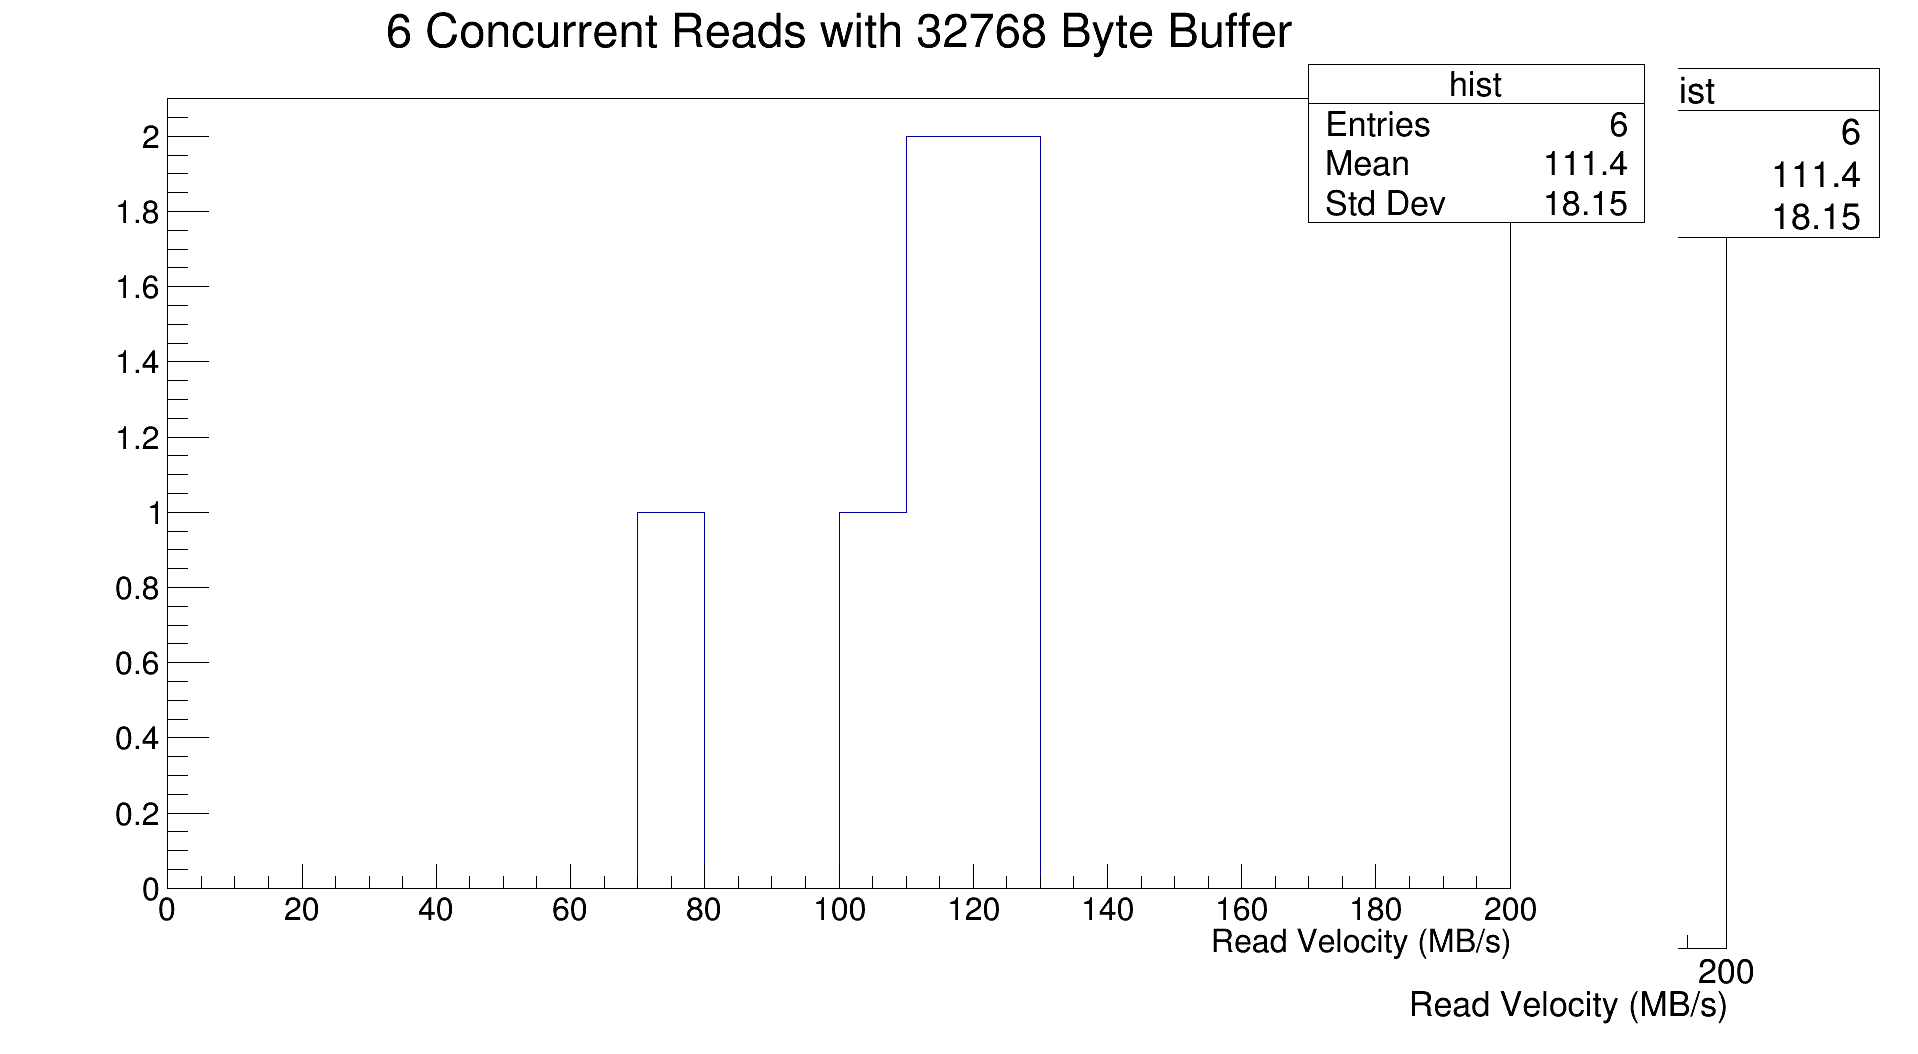 6 Concurrent Reads with 32768 Byte Buffer
hist
Entries 6
Mean 111.4
Std Dev 18.15
ist
6
111.4
18.15
2
1.8
1.6
1.4
1.2
1
0.8
0.6
0.4
0.2
0
0 20 40 60 80 100 120 140 160 180 200
Read Velocity (MB/s)
200
Read Velocity (MB/s)